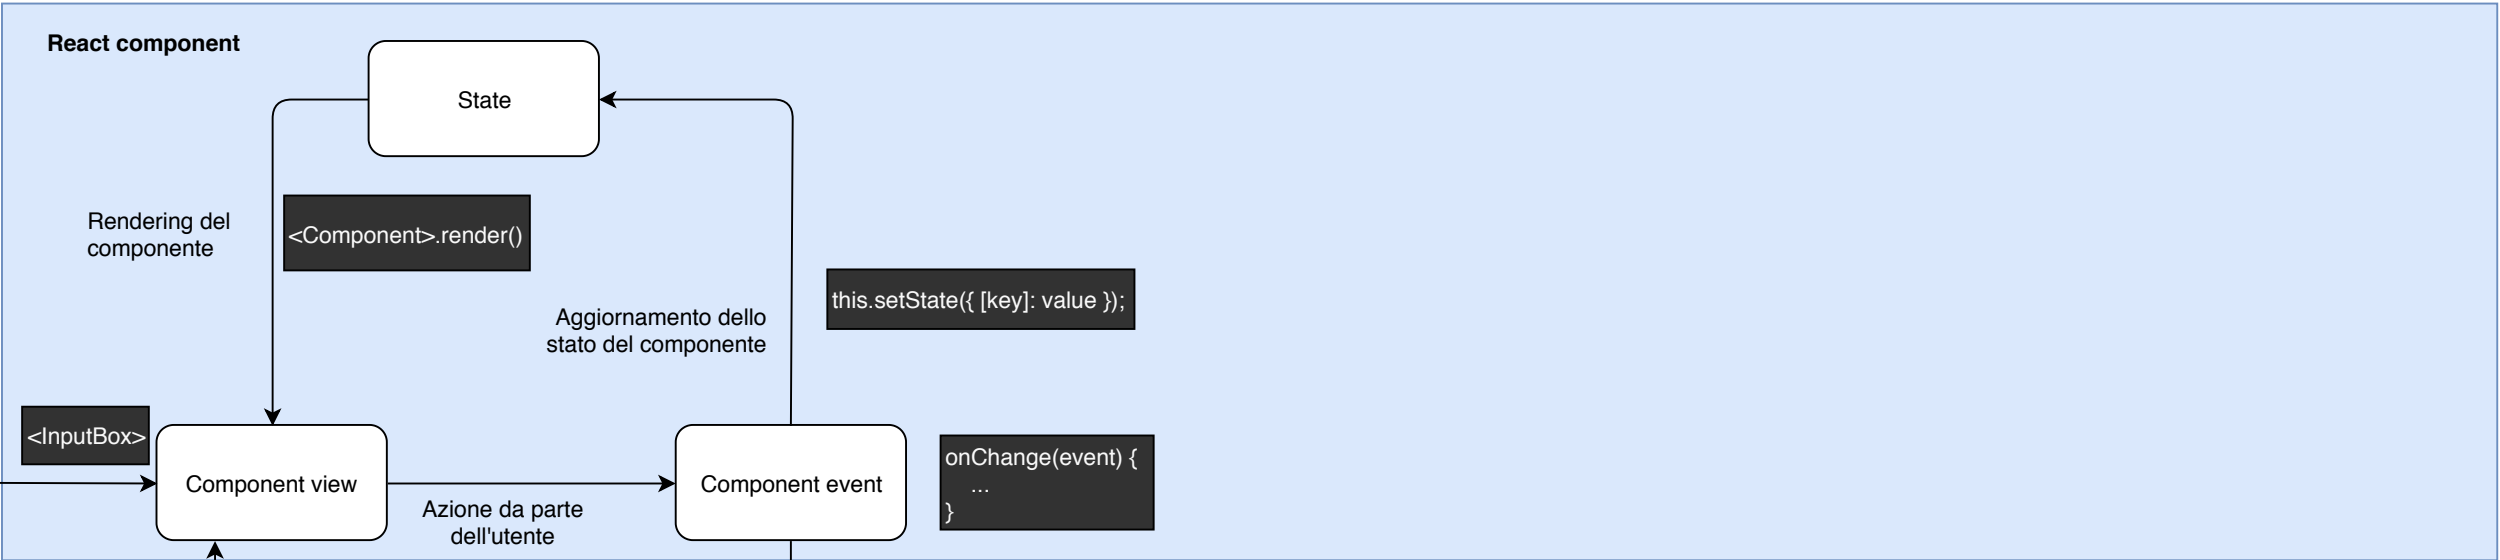 React component
State
Rendering del
componente
<Component>.render()
this.setState({ [key]: value });
Aggiornamento dello
stato del componente
<InputBox>
Component view
Azione da parte
dell'utente
Component event
onChange(event) {
...
}